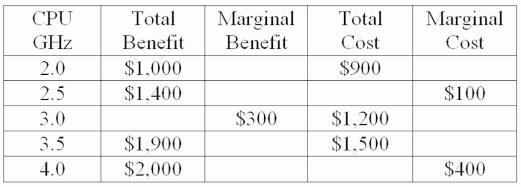 CPU GHz Total Benefit Marginal Benefit Total Cost Marginal Cost
2.0 $1,000 $900
2.5 $1,400 $100
3.0 $300 $1,200
3.5 $1,900 $1,500
4.0 $2,000 $400